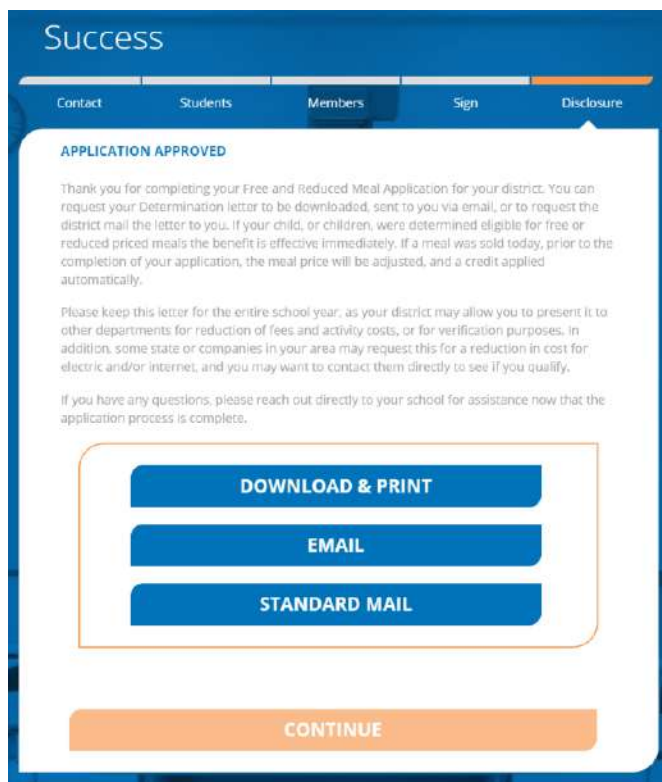 Success
Contact Students Members Sign Disclosure
APPLICATION APPROVED
Thank you for completing your Free and Reduced Meal Application for your district. You can
request your Determination letter to be downloaded, sent to you via email, or to request the
district mail the letter to you. If your child, or children, were determined eligible for free or
reduced priced meals the benefit is effective immediately. If a meal was sold today, prior to the
completion of your application, the meal price will be adjusted, and a credit applied
automatically.
Please keep this letter for the entire school year, as your district may allow you to present it to
other departments for reduction of fees and activity costs, or for verification purposes. In
addition, some state or companies in your area may request this for a reduction in cost for
electric and/or internet, and you may want to contact them directly to see if you qualify.
If you have any questions, please reach out directly to your school for assistance now that the
application process is complete.
DOWNLOAD & PRINT
EMAIL
STANDARD MAIL
CONTINUE